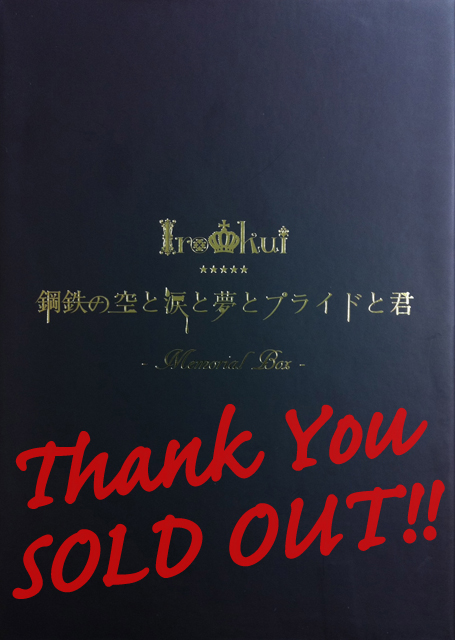 Iro Kui
★★★★★
鋼鉄の空と涙と夢とプライドと君
- Memorial Box -
Thank You
SOLD OUT!!